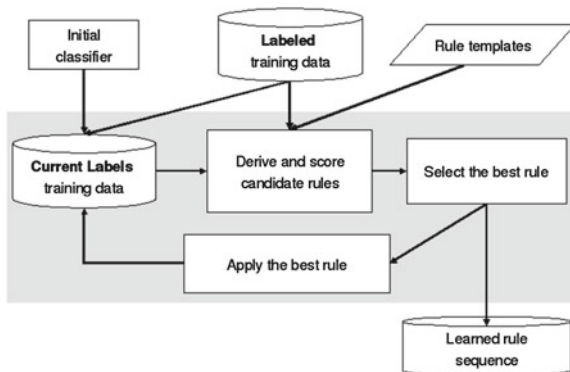 Initial
classifier
Labeled
training data
Rule templates
Current Labels
training data
Derive and score
candidate rules
Select the best rule
Apply the best rule
Learned rule
sequence